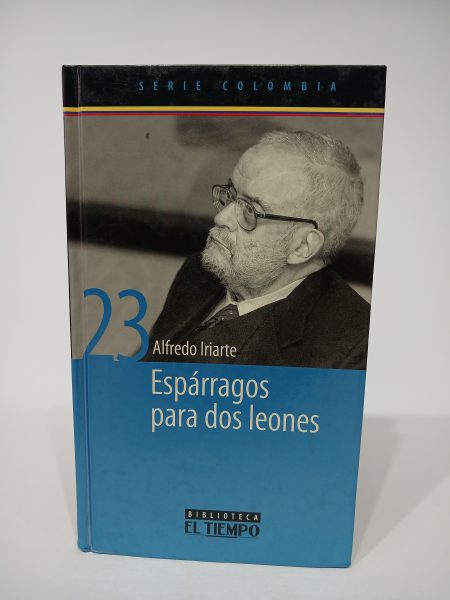 SERIE COLOMBIA
23
Alfredo Iriarte
Espárragos
para dos leones
BIBLIOTECA
EL TIEMPO